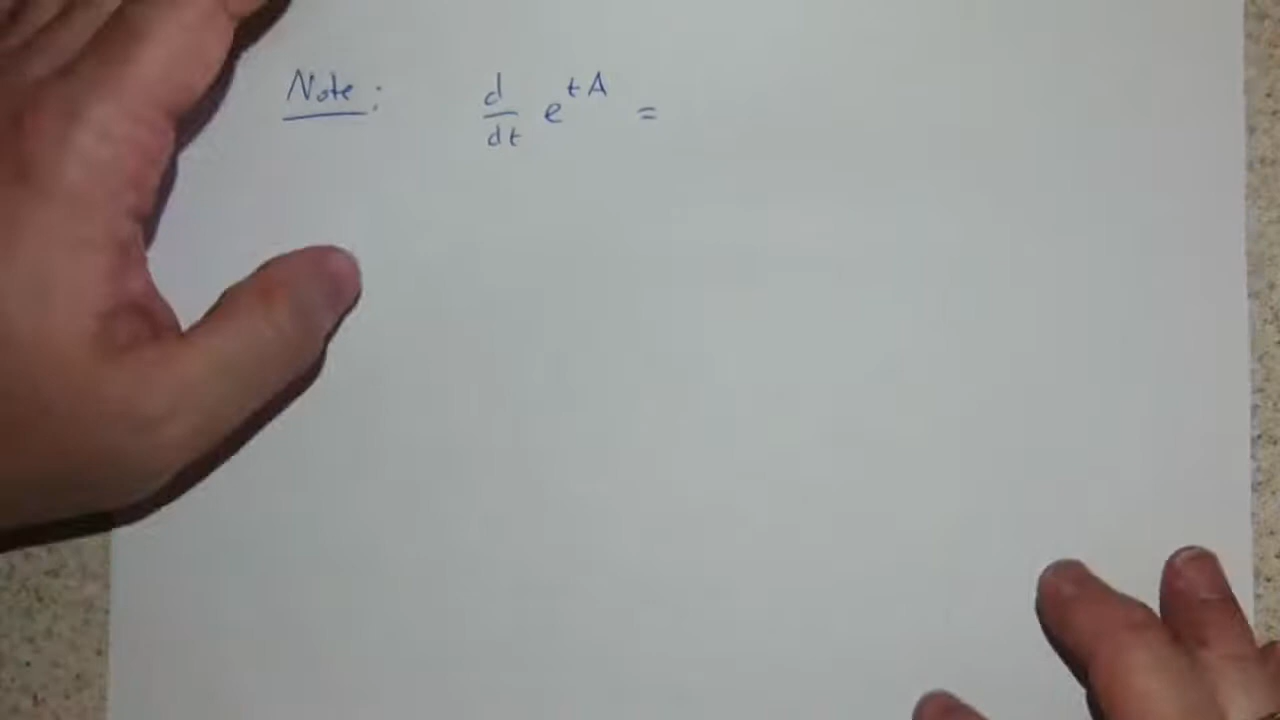 Note: d/dt e^{tA} =